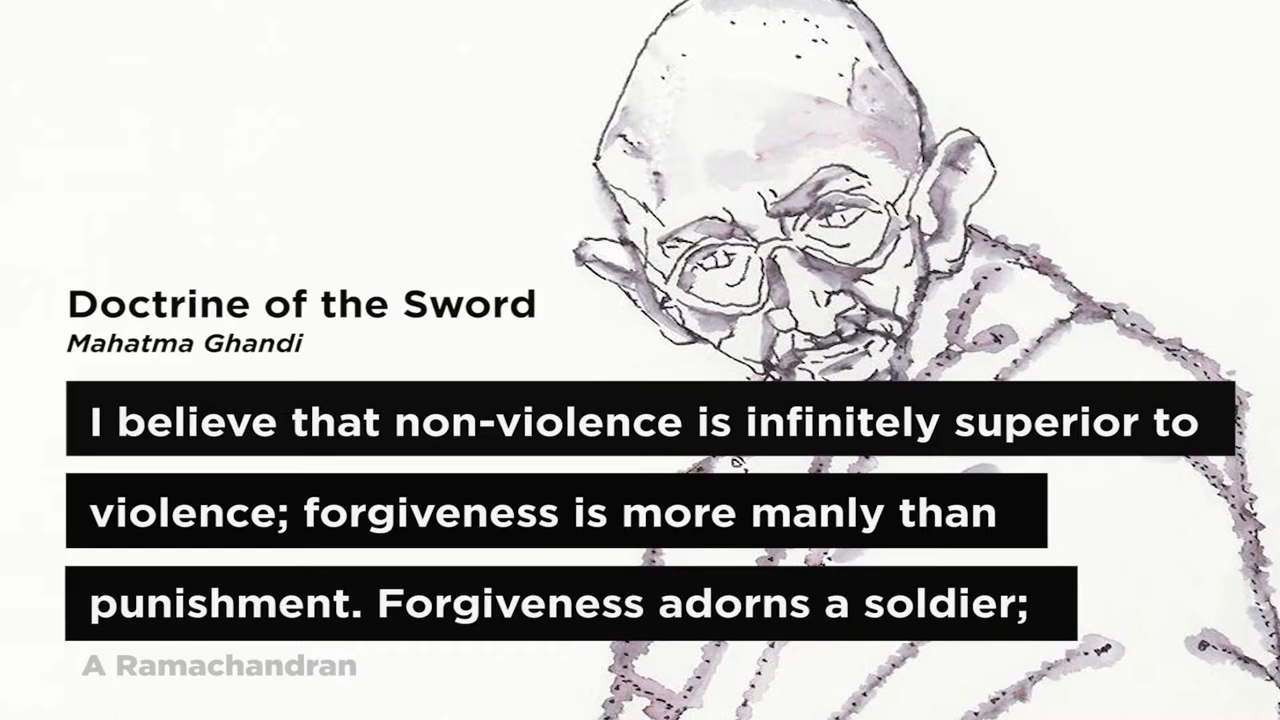 Doctrine of the Sword
Mahatma Ghandi
I believe that non-violence is infinitely superior to
violence; forgiveness is more manly than
punishment. Forgiveness adorns a soldier;
A Ramachandran